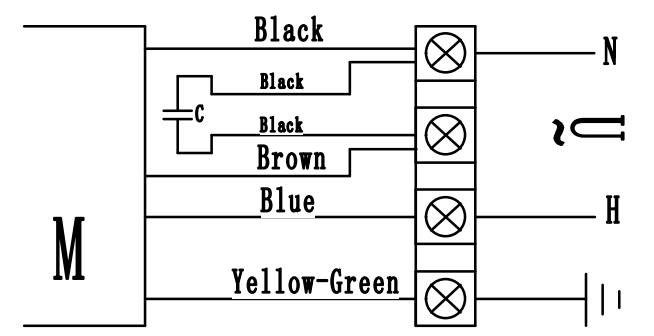 Black
N
Black
C
Black
U~
Brown
Blue
H
M
Yellow-Green